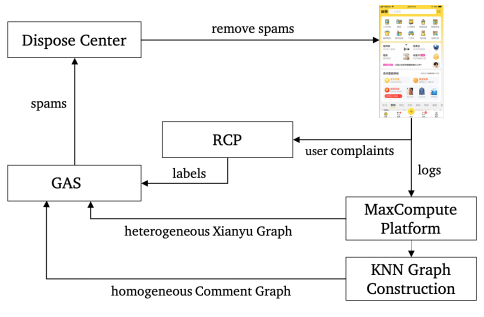 Dispose Center
remove spams
spams
RCP
user complaints
labels
logs
GAS
MaxCompute
Platform
heterogeneous Xianyu Graph
KNN Graph
Construction
homogeneous Comment Graph